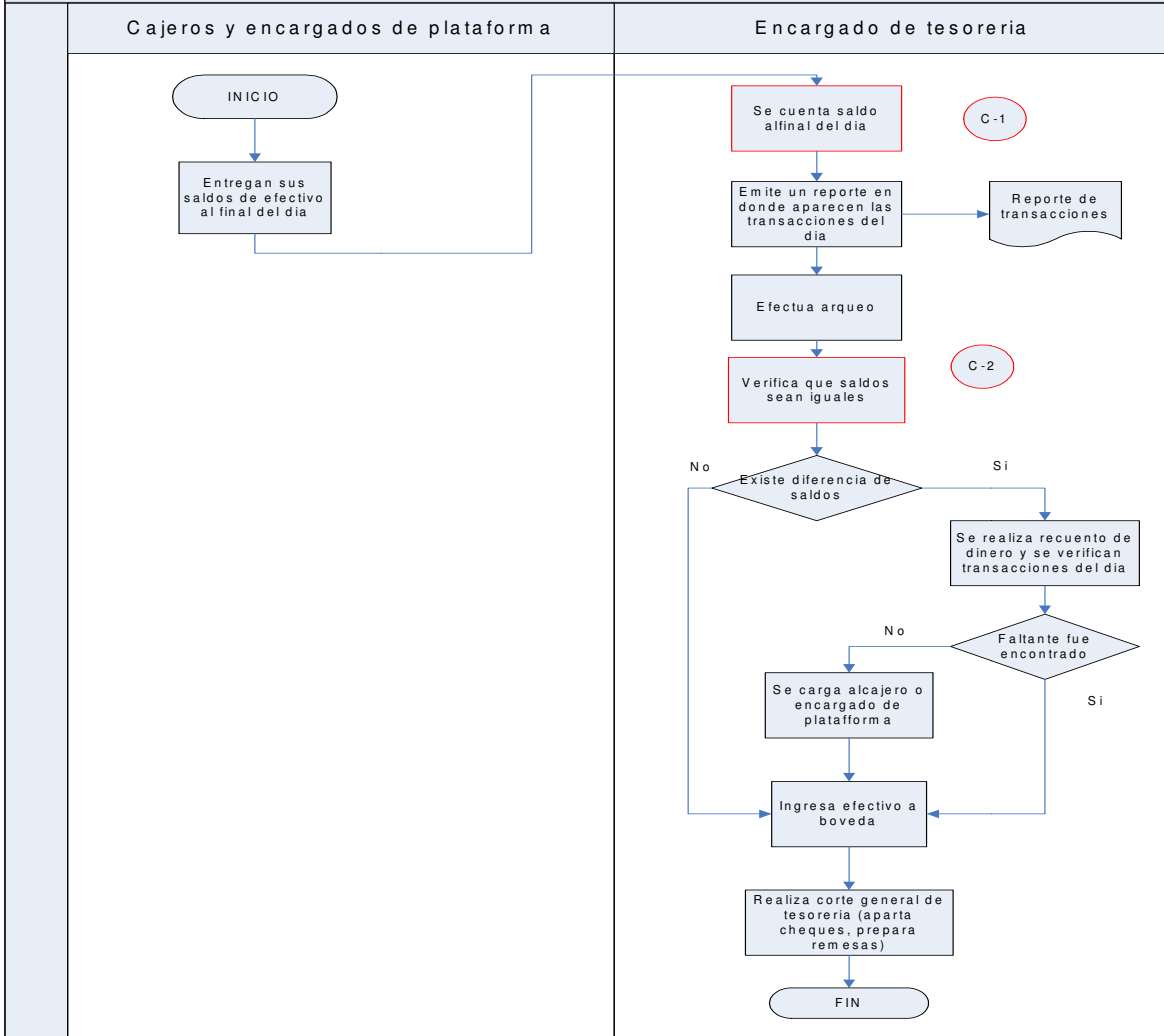 Cajeros y encargados de plataforma
Encargado de tesoreria
INICIO
Entregan sus
saldos de efectivo
al final del dia
Se cuenta saldo
alfinal del dia
C-1
Emite un reporte en
donde aparecen las
transacciones del
dia
Reporte de
transacciones
Efectua arqueo
C-2
Verifica que saldos
sean iguales
No
Existe diferencia de
saldos
Si
Se realiza recuento de
dinero y se verifican
transacciones del dia
No
Faltante fue
encontrado
Si
Se carga alcajero o
encargado de
platafforma
Ingresa efectivo a
boveda
Realiza corte general de
tesoreria (aparta
cheques, prepara
remesas)
FIN